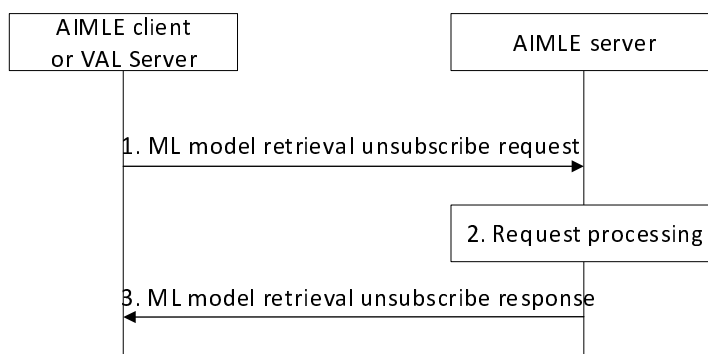 AIMLE client
or VAL Server
AIMLE server
1. ML model retrieval unsubscribe request
2. Request processing
3. ML model retrieval unsubscribe response